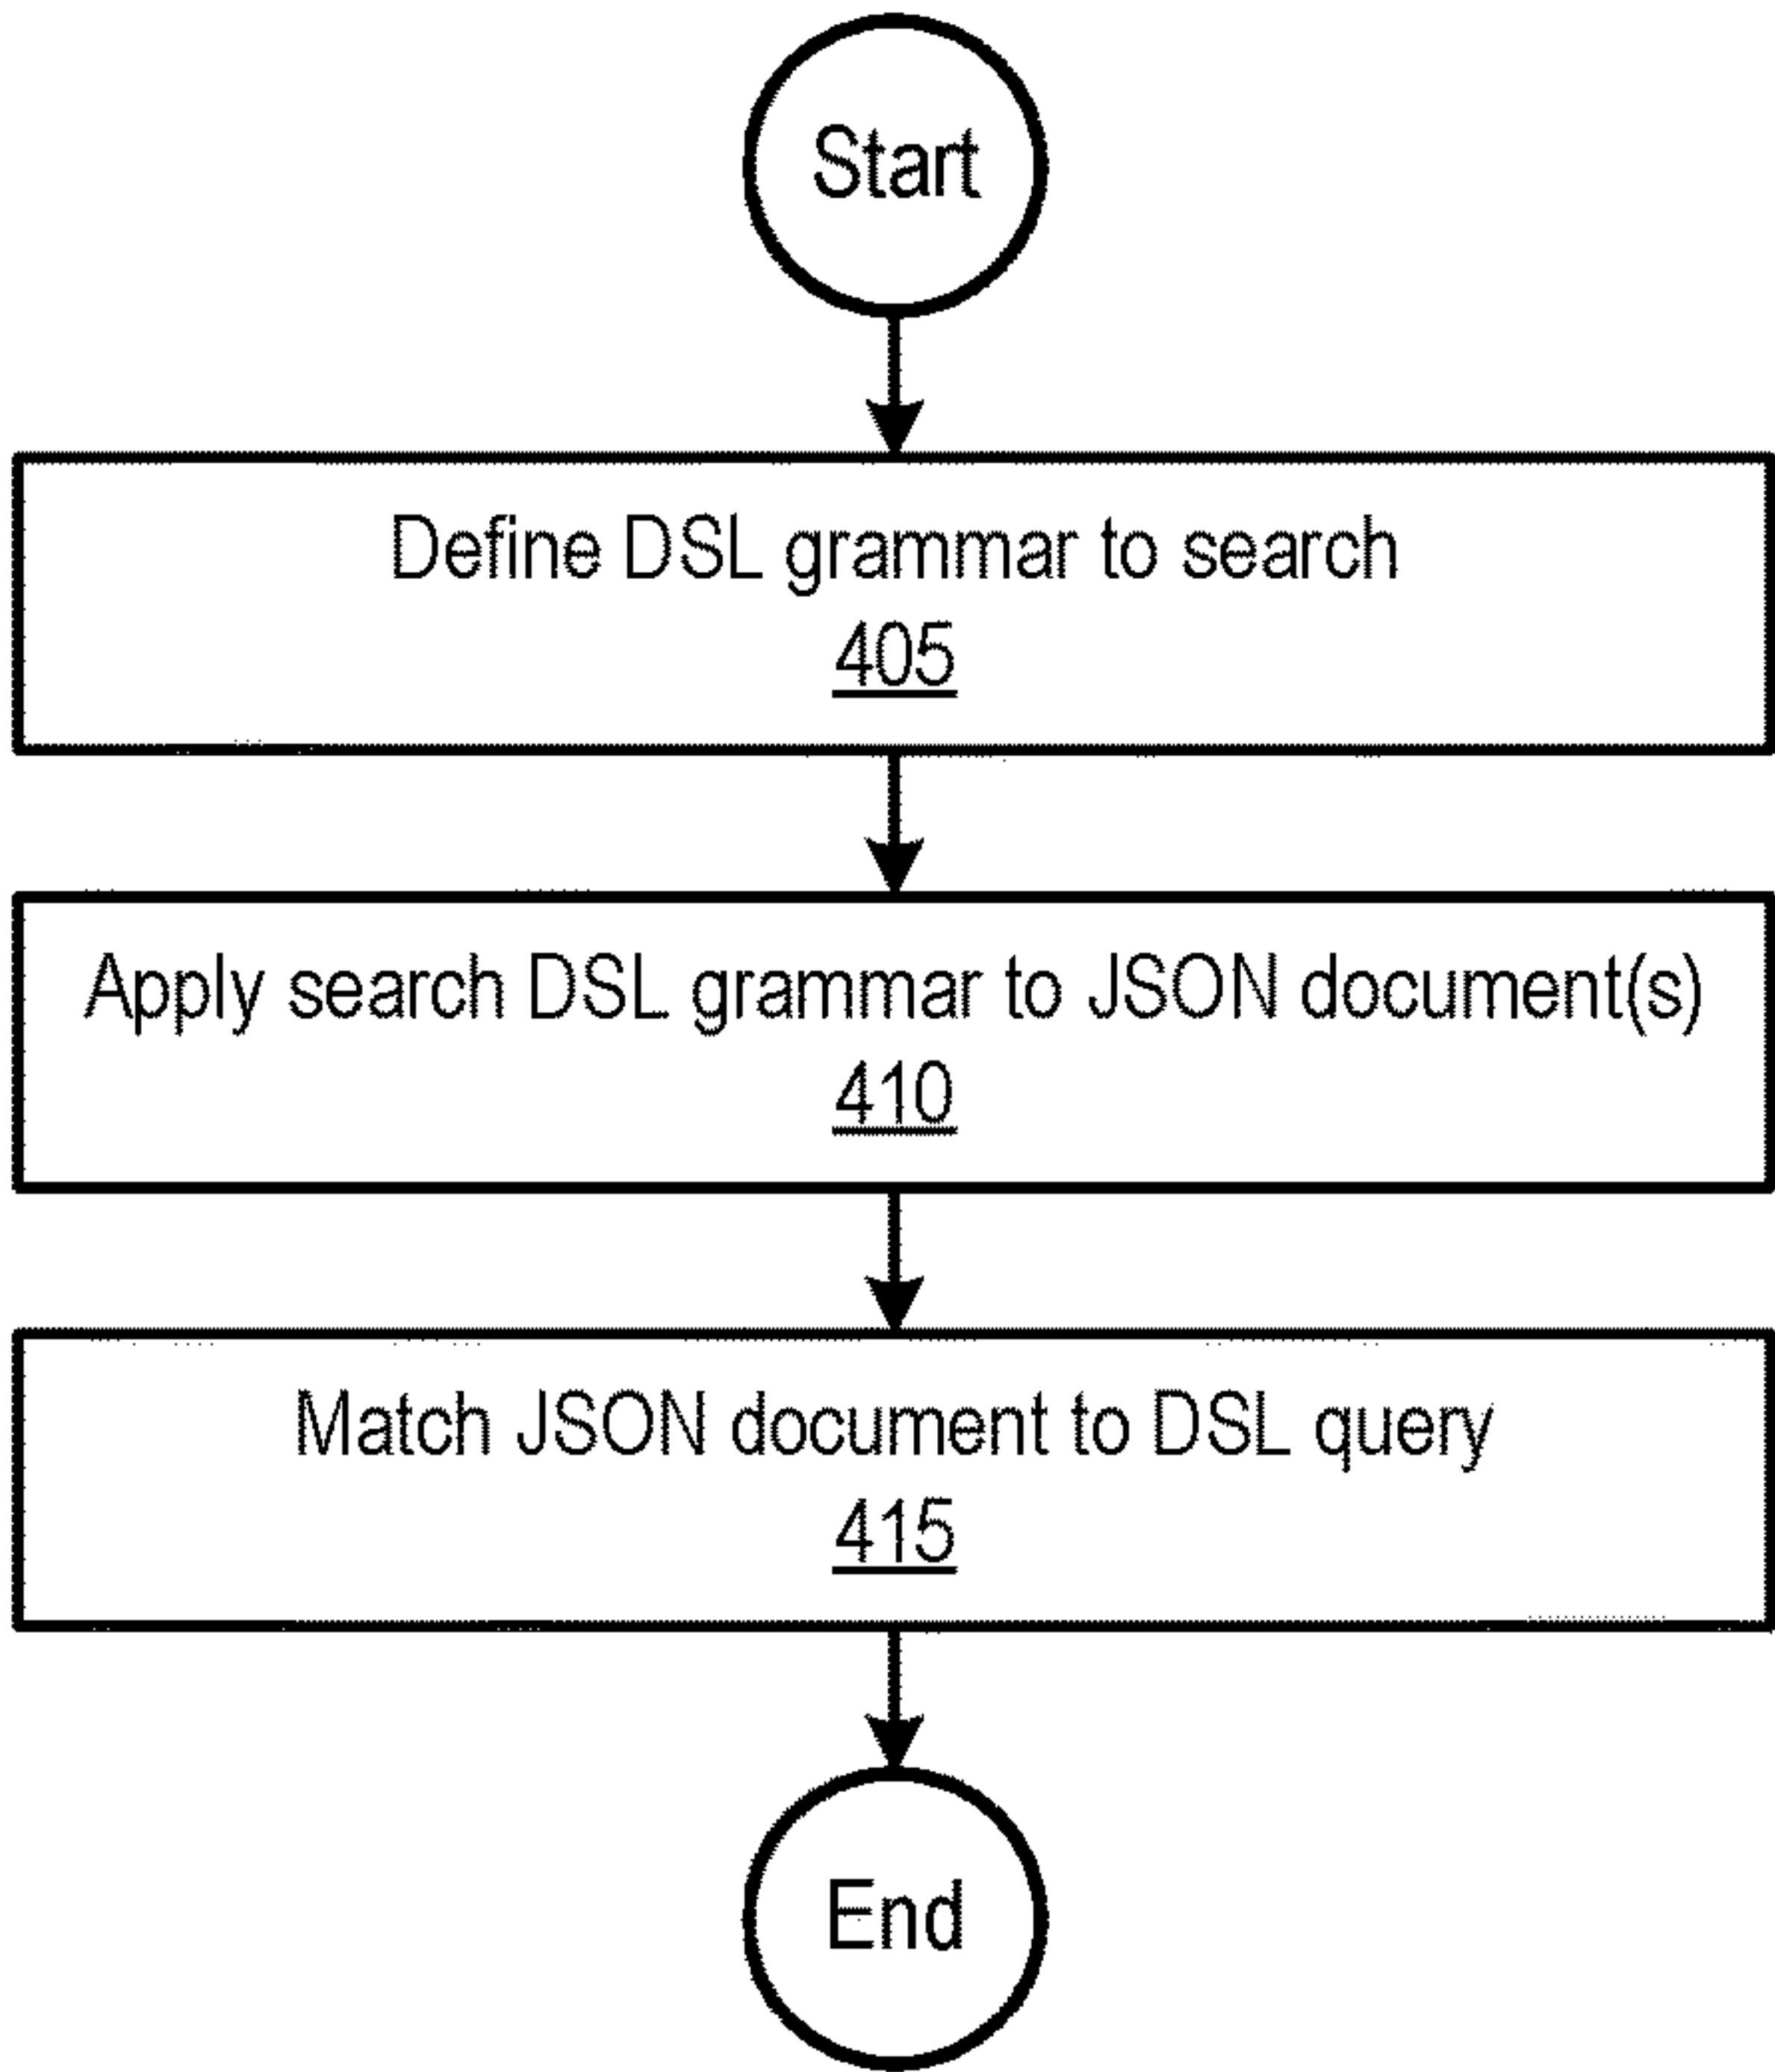 Start
Define DSL grammar to search
405
Apply search DSL grammar to JSON document(s)
410
Match JSON document to DSL query
415
End